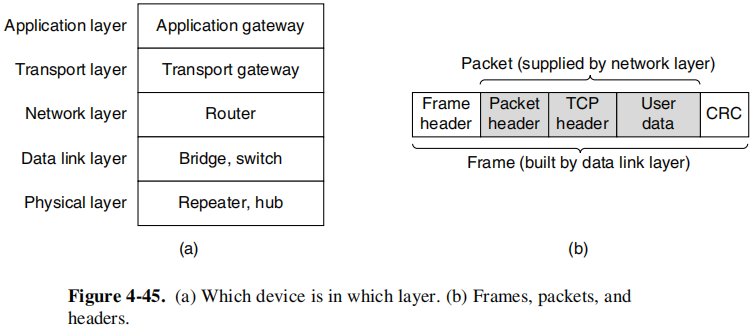 Application layer
Application gateway
Transport layer
Transport gateway
Network layer
Router
Data link layer
Bridge, switch
Physical layer
Repeater, hub
(a)
Packet (supplied by network layer)
Frame
header
Packet
header
TCP
header
User
data
CRC
Frame (built by data link layer)
(b)
Figure 4-45. (a) Which device is in which layer. (b) Frames, packets, and
headers.